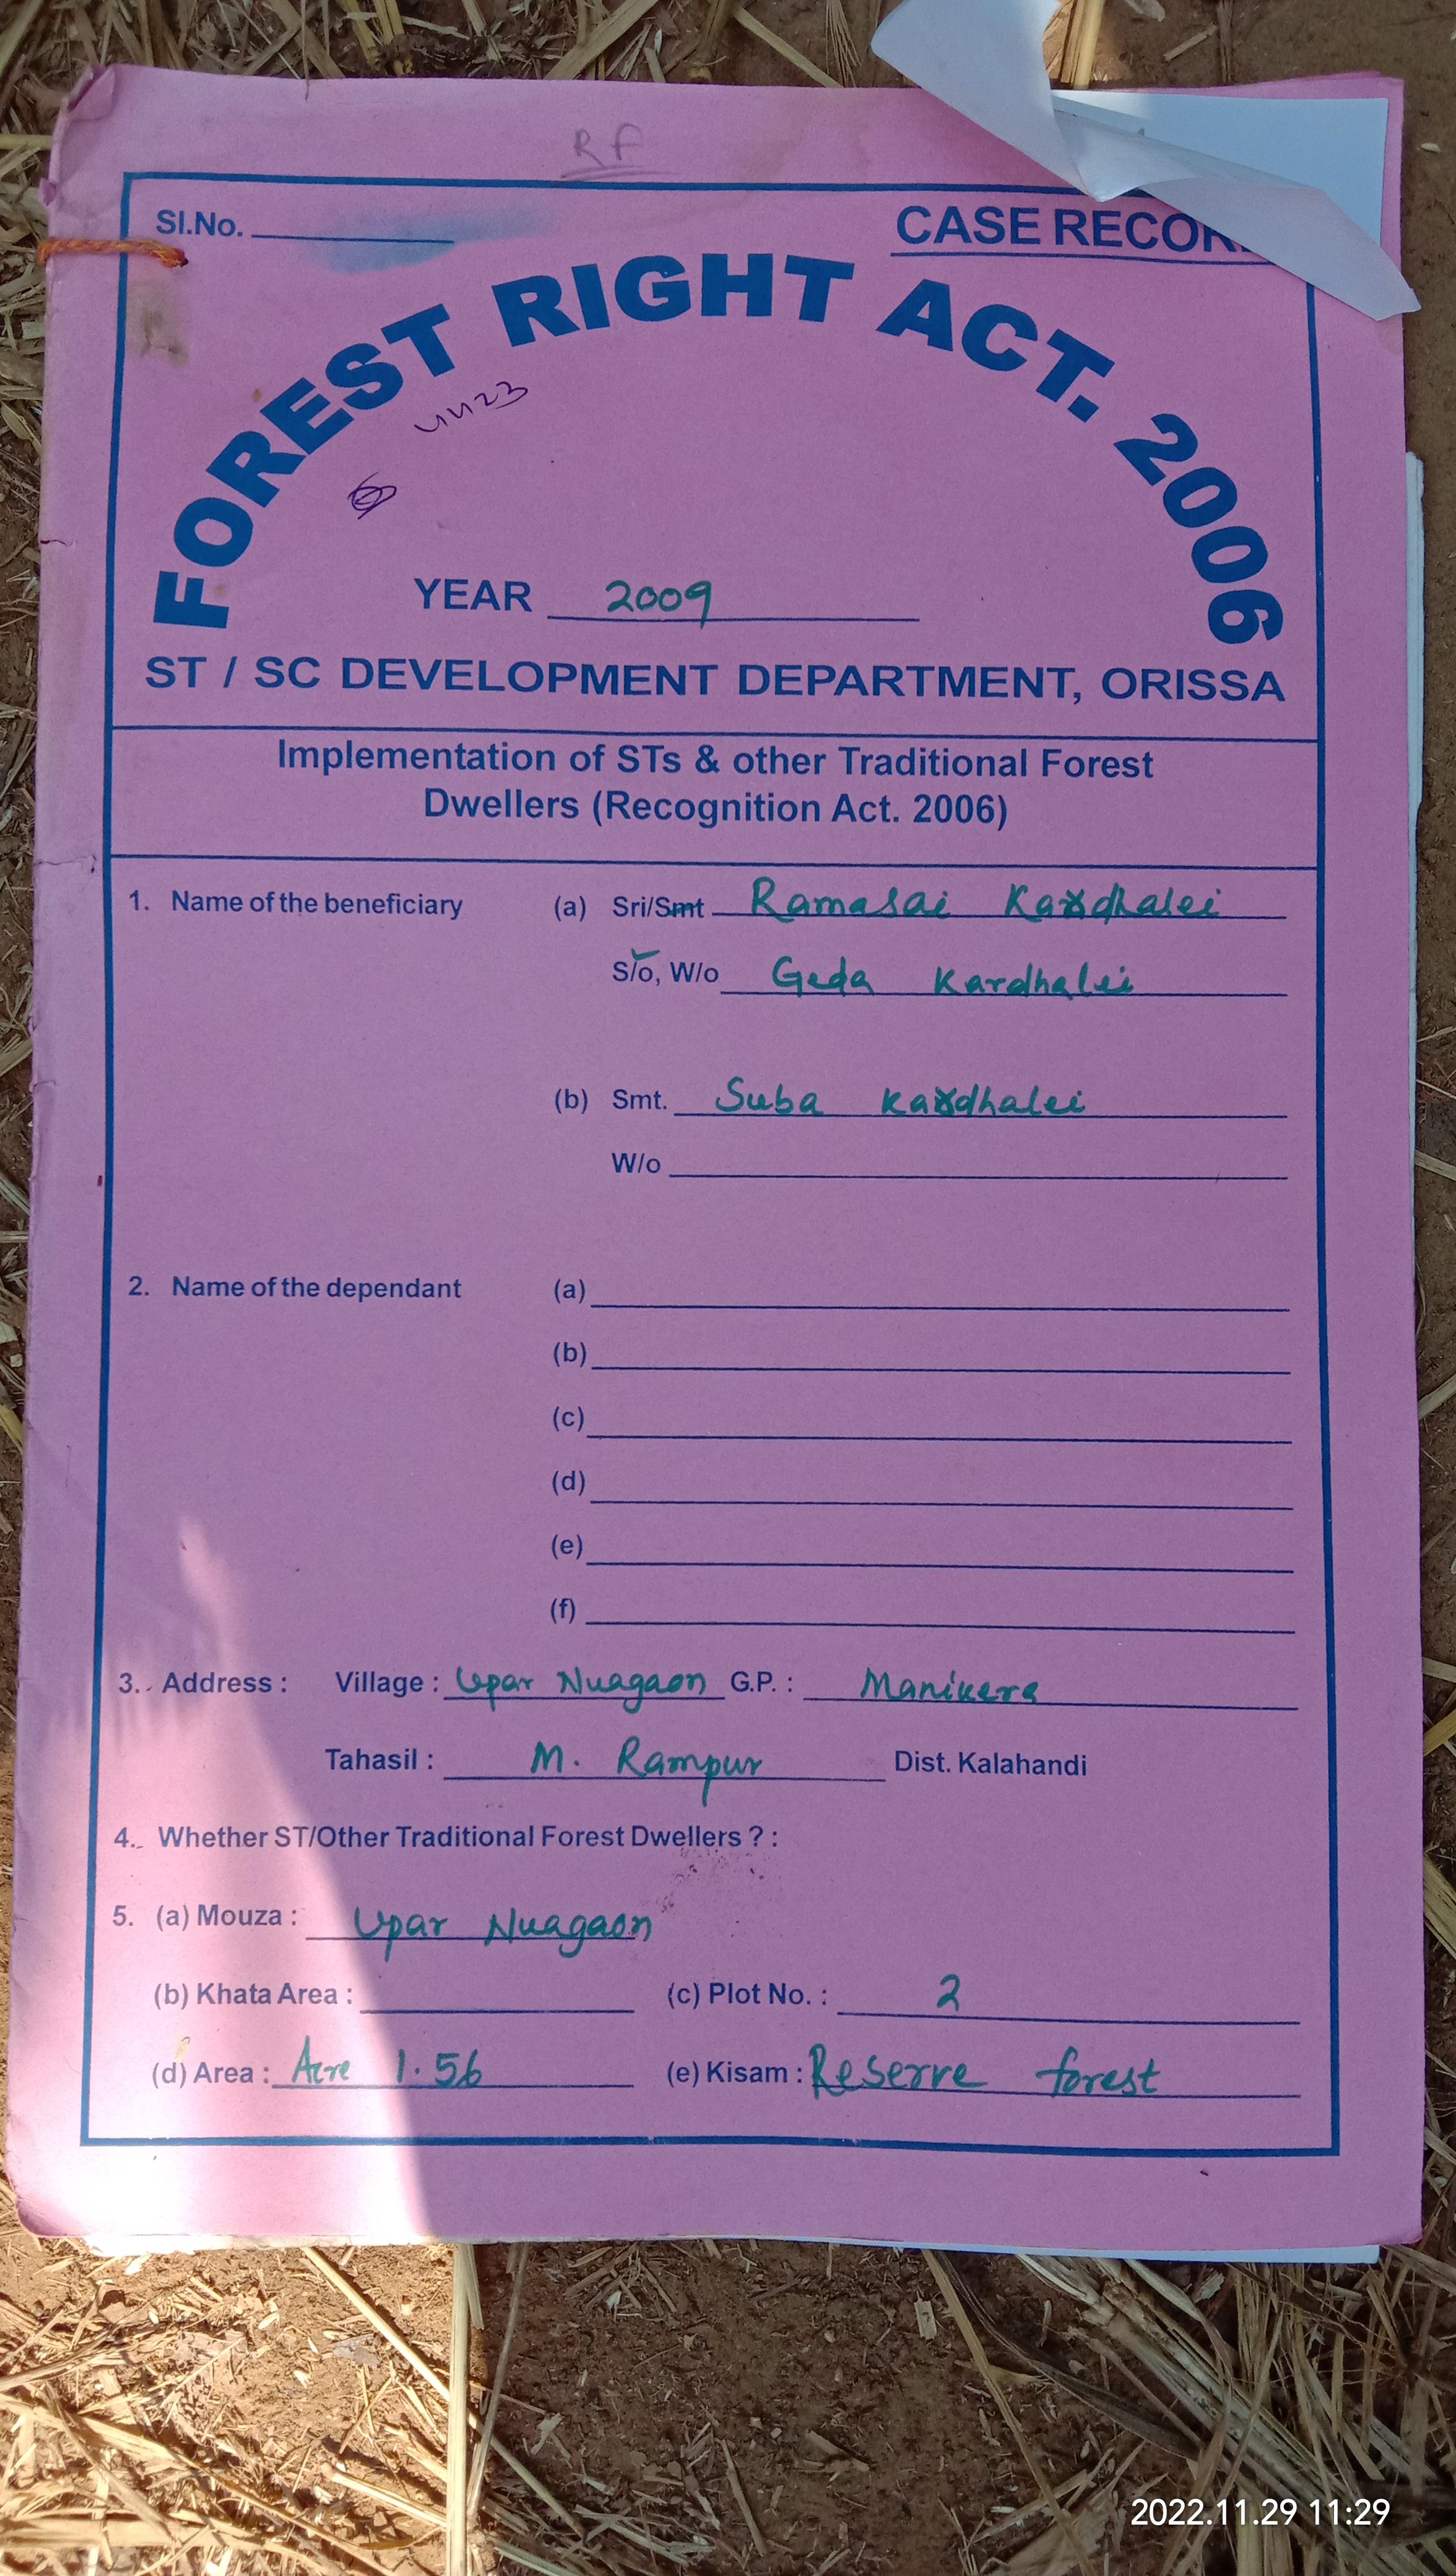 RF
Sl.No.
CASE RECOR
FOREST RIGHT ACT. 2006
YEAR 2009
ST / SC DEVELOPMENT DEPARTMENT, ORISSA
Implementation of STs & other Traditional Forest
Dwellers (Recognition Act. 2006)
1. Name of the beneficiary (a) Sri/Smt Ramasai Kardhalei
S/o, W/o Geda Kardhalei
(b) Smt. Suba Kardhalei
W/o
2. Name of the dependant (a)
(b)
(c)
(d)
(e)
(f)
3. Address : Village : Upar Nuagaon G.P. : Manikera
Tahasil : M. Rampur Dist. Kalahandi
4. Whether ST/Other Traditional Forest Dwellers ? :
5. (a) Mouza : Upar Nuagaon
(b) Khata Area : (c) Plot No. : 2
(d) Area : Acre 1.56 (e) Kisam : Reserve forest
2022.11.29 11:29